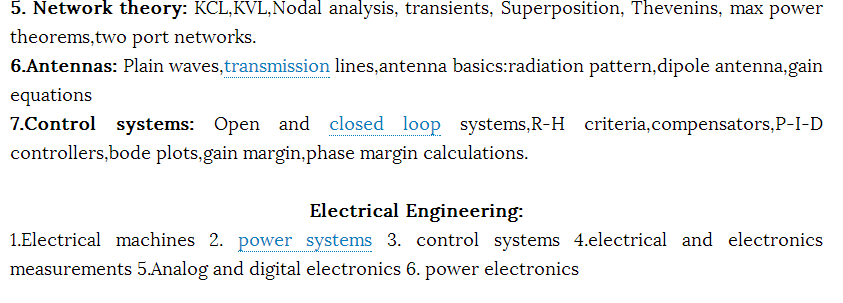 5. Network theory: KCL,KVL,Nodal analysis, transients, Superposition, Thevenins, max power
theorems,two port networks.
6.Antennas: Plain waves,transmission lines,antenna basics:radiation pattern,dipole antenna,gain
equations
7.Control systems: Open and closed loop systems,R-H criteria,compensators,P-I-D
controllers,bode plots,gain margin,phase margin calculations.
Electrical Engineering:
1.Electrical machines 2. power systems 3. control systems 4.electrical and electronics
measurements 5.Analog and digital electronics 6. power electronics